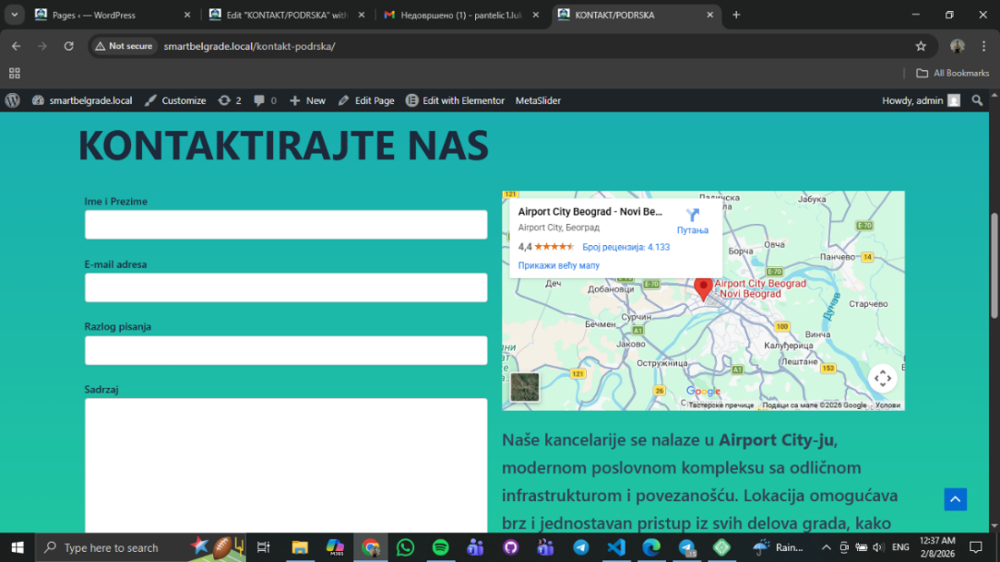 Pages ‹ — WordPress
Edit "KONTAKT/PODRSKA" with
Недовршено (1) - pantelic1.luk
KONTAKT/PODRSKA
Not secure
smartbelgrade.local/kontakt-podrska/
All Bookmarks
smartbelgrade.local
Customize
2
0
New
Edit Page
Edit with Elementor
MetaSlider
Howdy, admin
KONTAKTIRAJTE NAS
Ime i Prezime
E-mail adresa
Razlog pisanja
Sadrzaj
Airport City Beograd - Novi Be...
Airport City, Београд
4,4
Број рецензија: 4.133
Прикажи већу мапу
Путања
121
Јабука
E-70
Овча
Борча
Панчево
14
E-70
E-70
Деч
Добановци
Airport City Beograd
- Novi Beograd
Дунав
Старчево
Сурчин
Бечмен
A1
Јаково
100
Винча
Калуђерица
Лештане
Остружница
A1
153
121
26
Google
Тастерске пречице
Подаци са мапе ©2026 Google
Услови
Naše kancelarije se nalaze u Airport City-ju,
modernom poslovnom kompleksu sa odličnom
infrastrukturom i povezanošću. Lokacija omogućava
brz i jednostavan pristup iz svih delova grada, kako
Type here to search
M365
Rain...
ENG
12:37 AM
2/8/2026